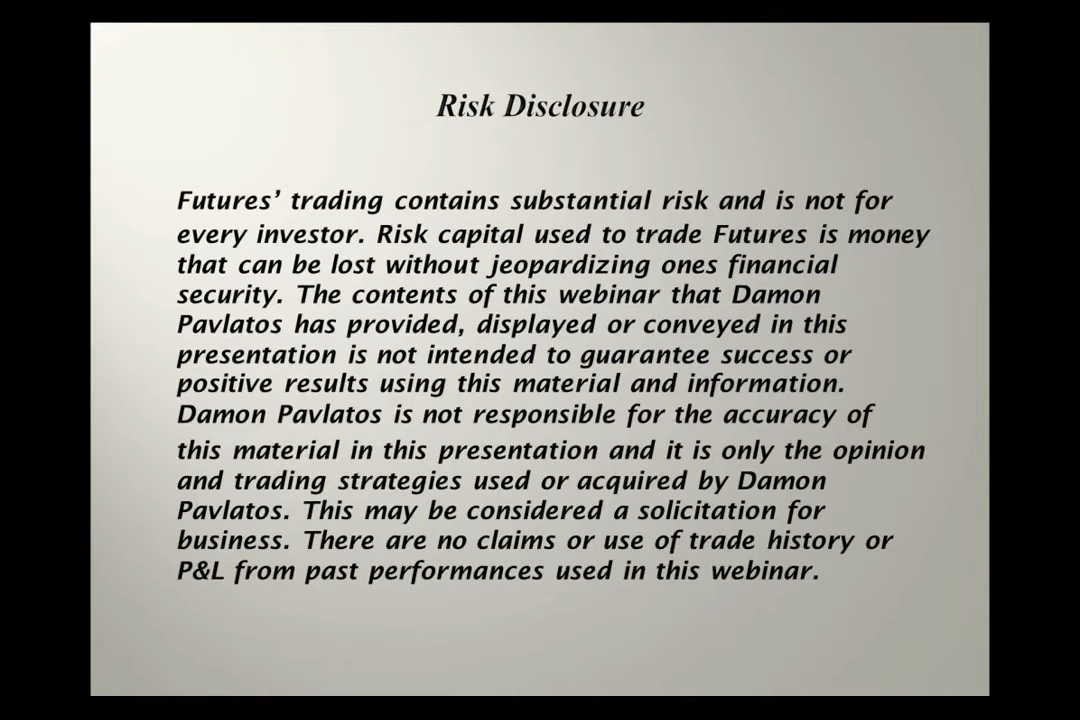 Risk Disclosure
Futures’ trading contains substantial risk and is not for
every investor. Risk capital used to trade Futures is money
that can be lost without jeopardizing ones financial
security. The contents of this webinar that Damon
Pavlatos has provided, displayed or conveyed in this
presentation is not intended to guarantee success or
positive results using this material and information.
Damon Pavlatos is not responsible for the accuracy of
this material in this presentation and it is only the opinion
and trading strategies used or acquired by Damon
Pavlatos. This may be considered a solicitation for
business. There are no claims or use of trade history or
P&L from past performances used in this webinar.